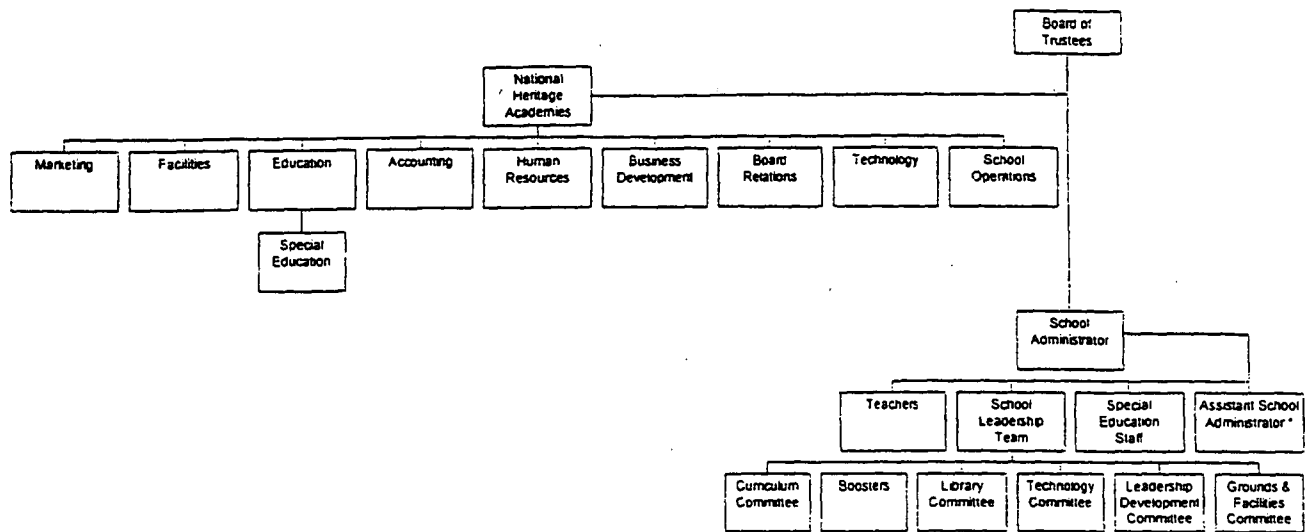 Board of
Trustees
National
Heritage
Academies
Marketing
Facilities
Education
Accounting
Human
Resources
Business
Development
Board
Relations
Technology
School
Operations
Special
Education
School
Administrator
Teachers
School
Leadership
Team
Special
Education
Staff
Assistant School
Administrator *
Curriculum
Committee
Boosters
Library
Committee
Technology
Committee
Leadership
Development
Committee
Grounds &
Facilities
Committee